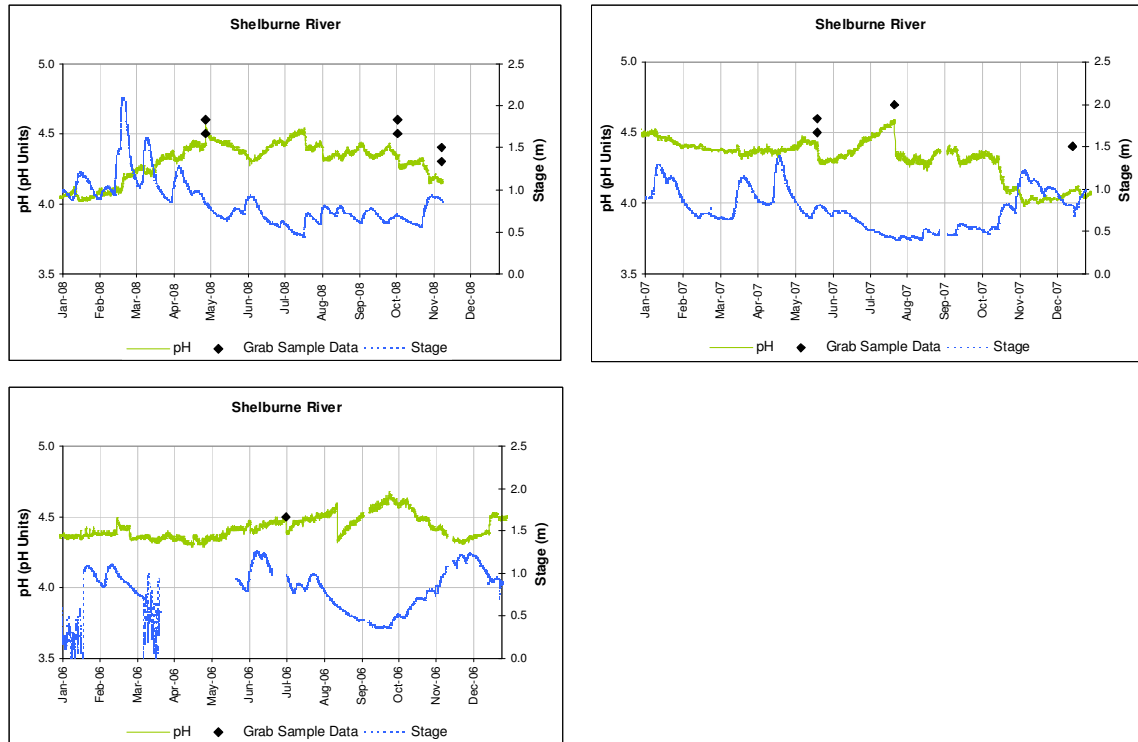 Shelburne River
5.0
4.5
4.0
3.5
pH (pH Units)
2.5
2.0
1.5
1.0
0.5
0.0
Stage (m)
Jan-08
Feb-08
Mar-08
Apr-08
May-08
Jun-08
Jul-08
Aug-08
Sep-08
Oct-08
Nov-08
Dec-08
pH Grab Sample Data Stage
Shelburne River
5.0
4.5
4.0
3.5
pH (pH Units)
2.5
2.0
1.5
1.0
0.5
0.0
Stage (m)
Jan-07
Feb-07
Mar-07
Apr-07
May-07
Jun-07
Jul-07
Aug-07
Sep-07
Oct-07
Nov-07
Dec-07
pH Grab Sample Data Stage
Shelburne River
5.0
4.5
4.0
3.5
pH (pH Units)
2.5
2.0
1.5
1.0
0.5
0.0
Stage (m)
Jan-06
Feb-06
Mar-06
Apr-06
May-06
Jun-06
Jul-06
Aug-06
Sep-06
Oct-06
Nov-06
Dec-06
pH Grab Sample Data Stage